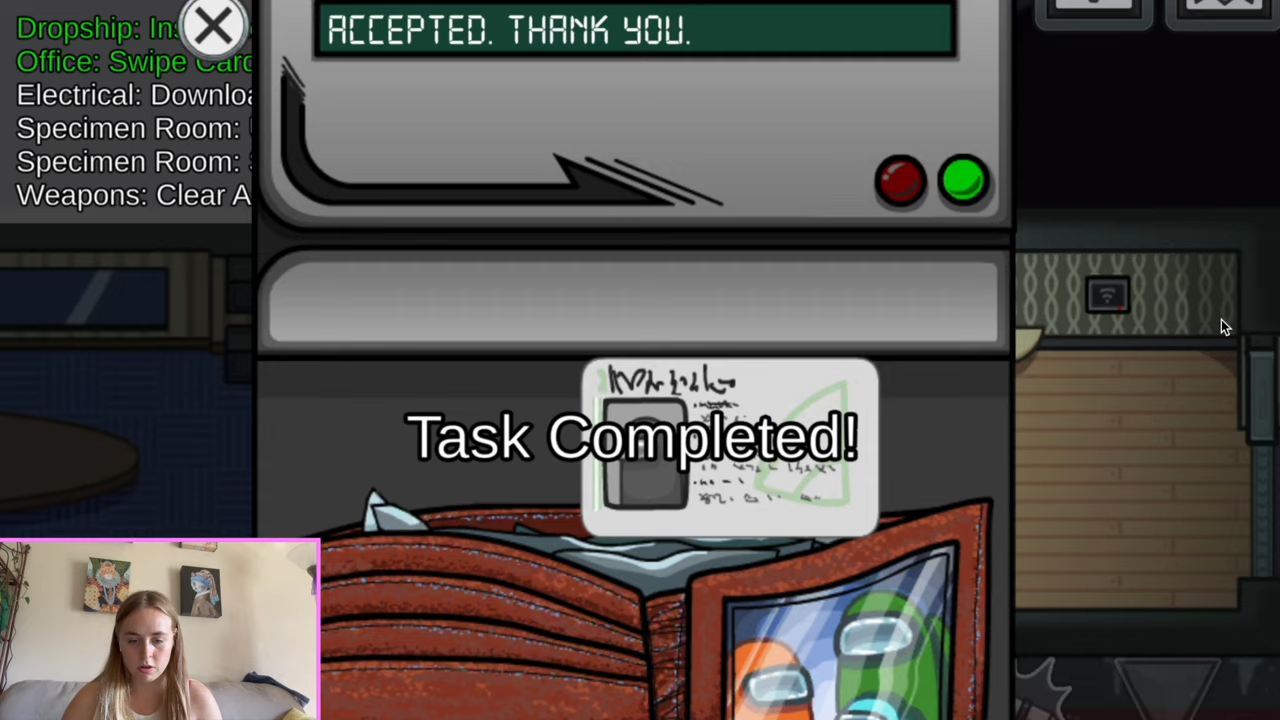 ACCEPTED. THANK YOU.
Dropship: In
Office: Swipe Card
Electrical: Downloa
Specimen Room:
Specimen Room:
Weapons: Clear A
Task Completed!